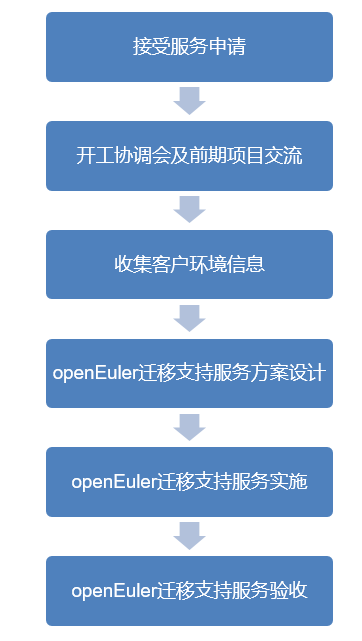 接受服务申请
开工协调会及前期项目交流
收集客户环境信息
openEuler迁移支持服务方案设计
openEuler迁移支持服务实施
openEuler迁移支持服务验收